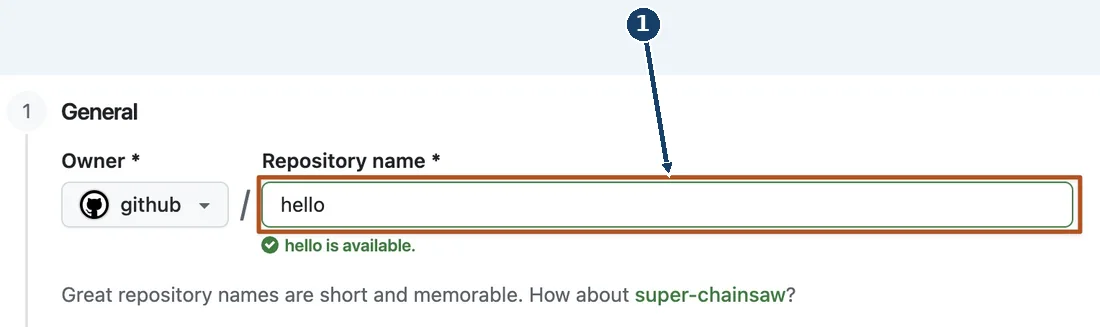 1
1 General
Owner * Repository name *
github / hello
hello is available.
Great repository names are short and memorable. How about super-chainsaw?